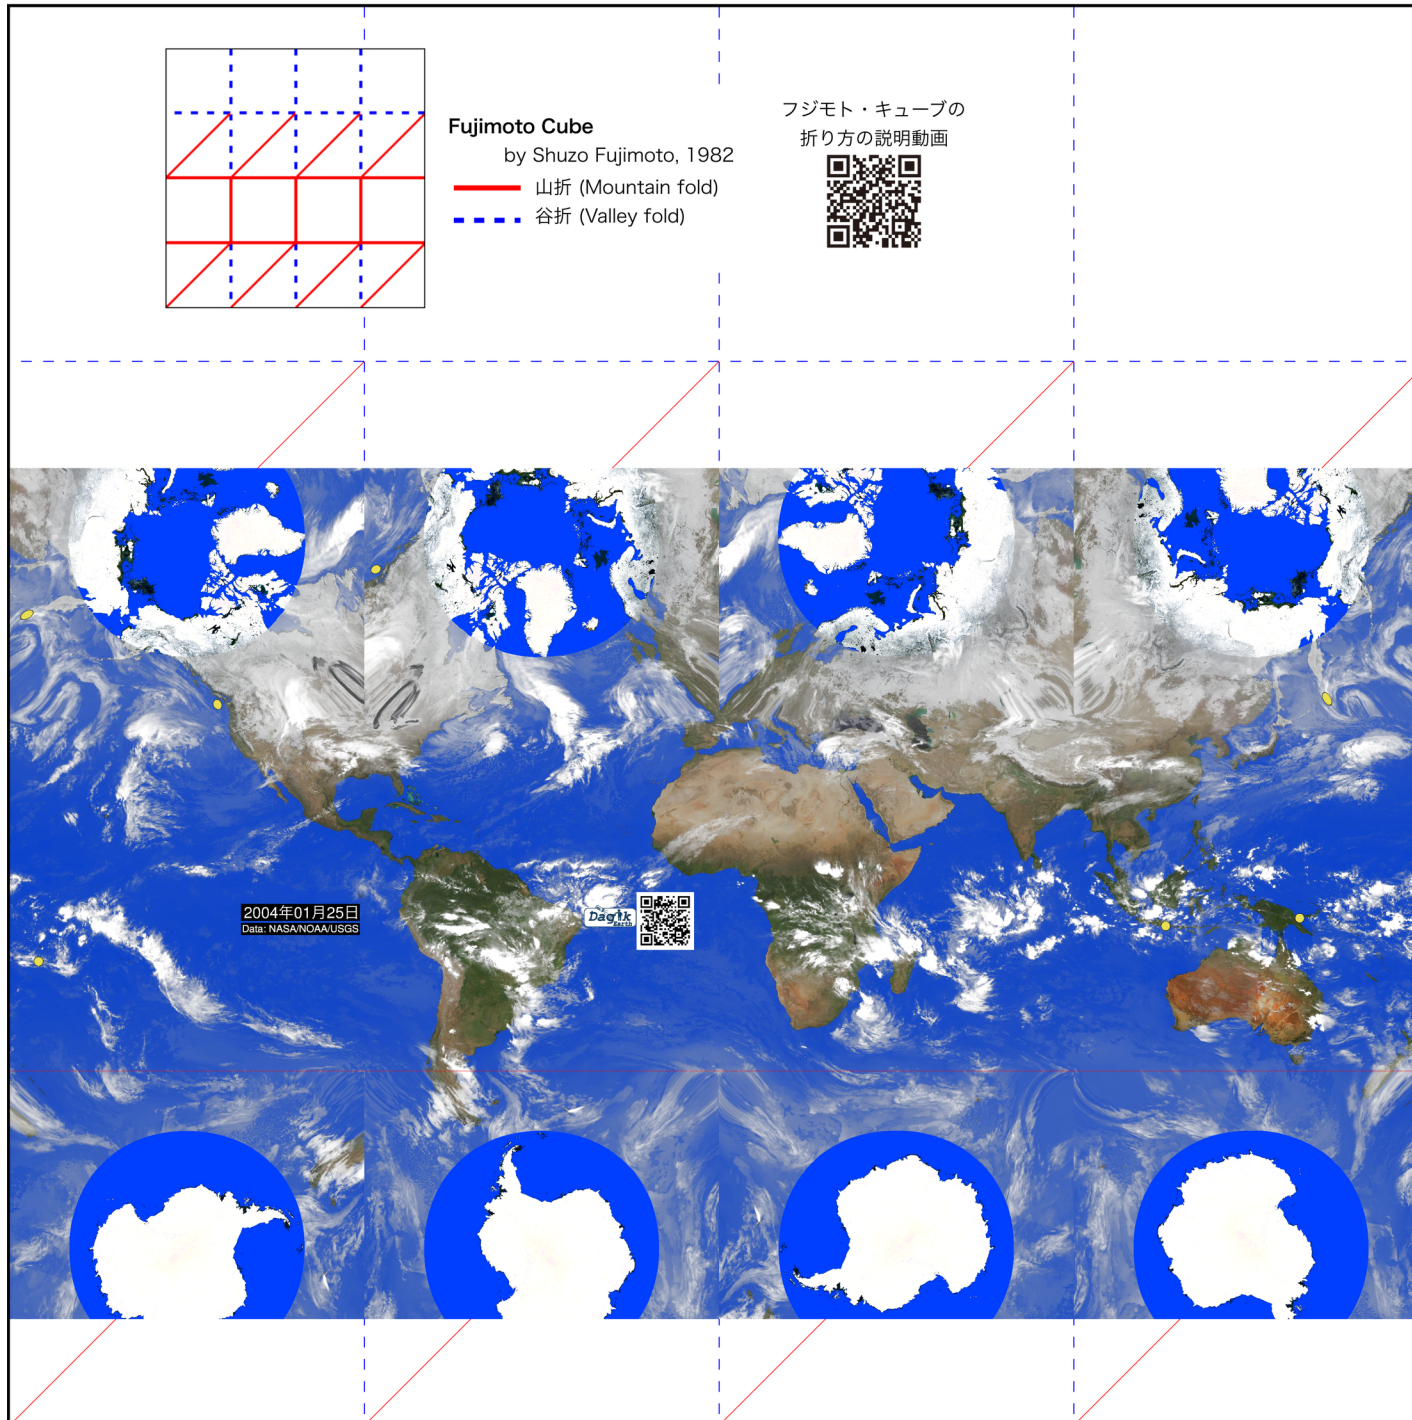 Fujimoto Cube
by Shuzo Fujimoto, 1982
山折 (Mountain fold)
谷折 (Valley fold)
フジモト・キューブの
折り方の説明動画
2004年01月25日
Data: NASA/NOAA/USGS
Dagik
Earth